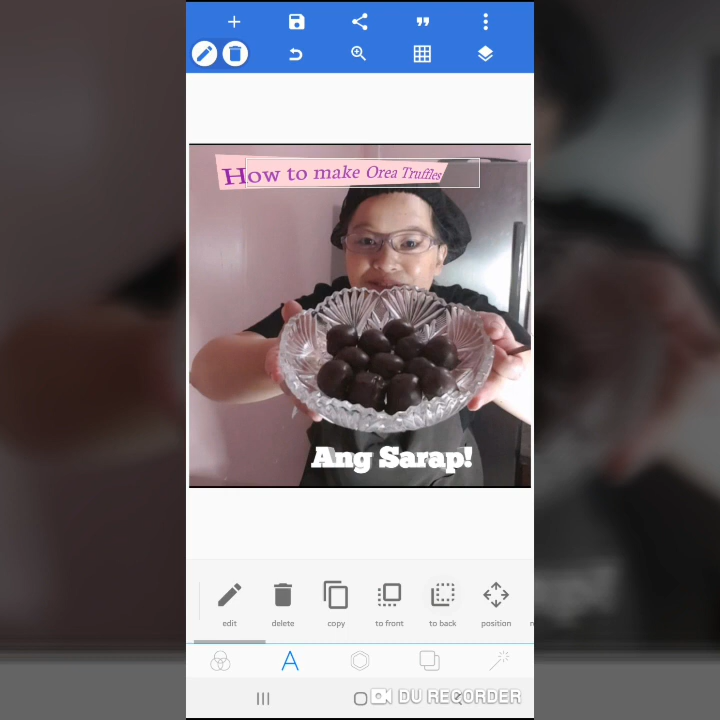 How to make Orea Truffles
Ang Sarap!
edit
delete
copy
to front
to back
position
DU RECORDER